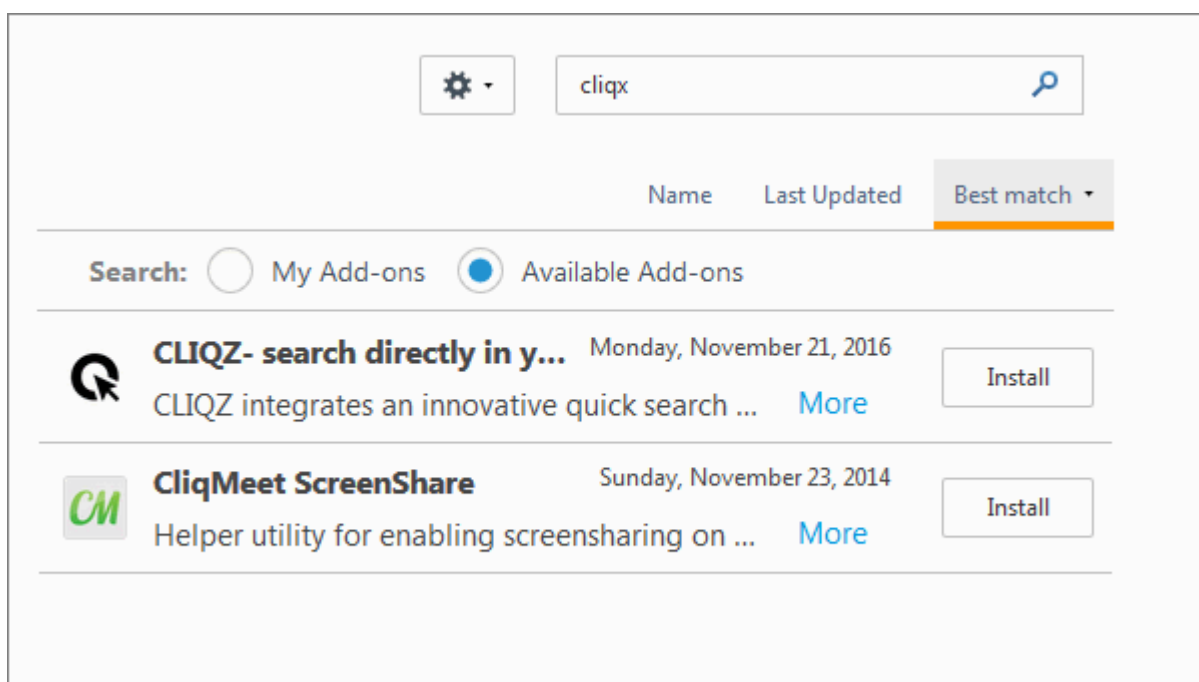 cliqx
Name Last Updated Best match
Search: My Add-ons Available Add-ons
CLIQZ- search directly in y... Monday, November 21, 2016
Install
CLIQZ integrates an innovative quick search ... More
CM
CliqMeet ScreenShare Sunday, November 23, 2014
Install
Helper utility for enabling screensharing on ... More